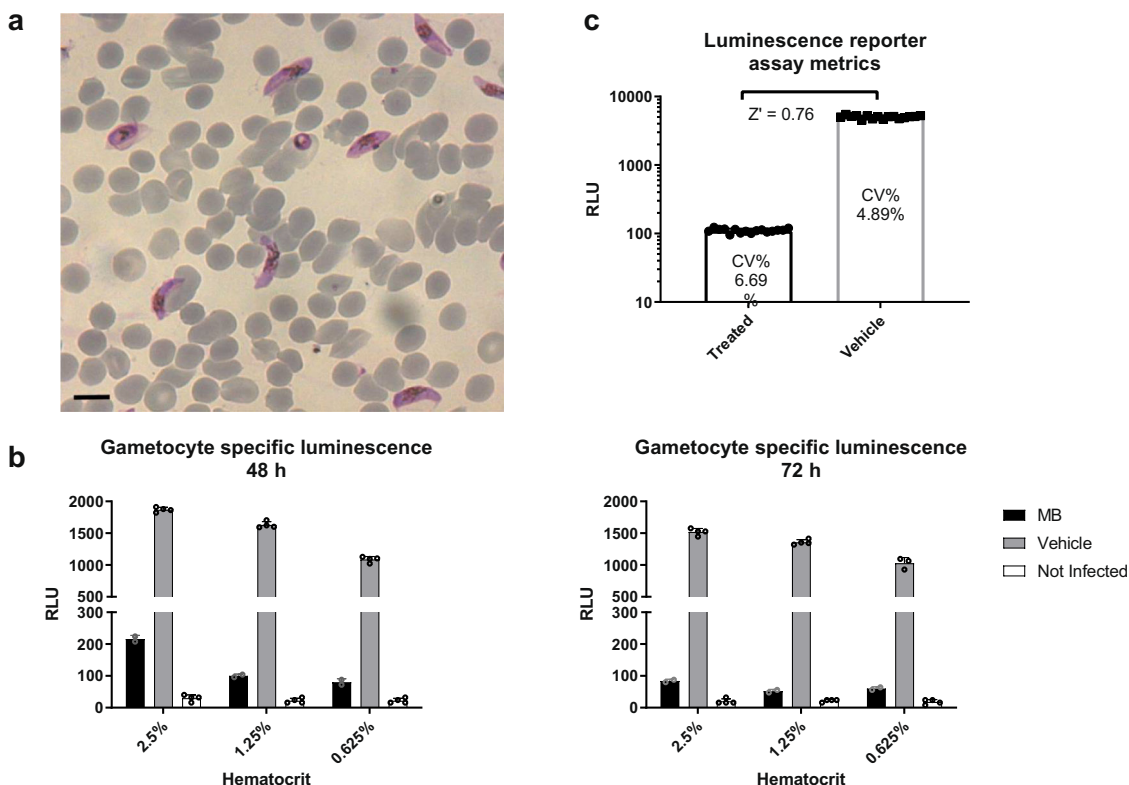 a
c
Luminescence reporter
assay metrics
10000
1000
100
10
RLU
Z' = 0.76
CV%
6.69
%
CV%
4.89%
Treated
Vehicle
b
Gametocyte specific luminescence
48 h
2000
1500
1000
500
300
200
100
0
RLU
2.5%
1.25%
0.625%
Hematocrit
Gametocyte specific luminescence
72 h
2000
1500
1000
500
300
200
100
0
RLU
2.5%
1.25%
0.625%
Hematocrit
MB
Vehicle
Not Infected